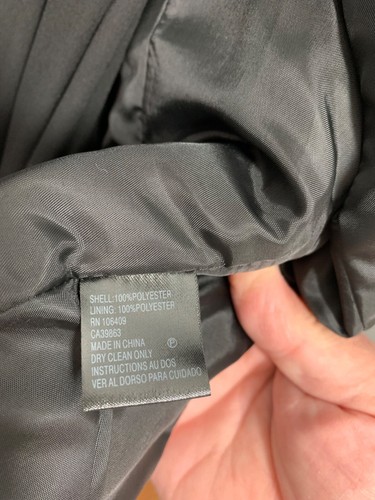 SHELL:100%POLYESTER
LINING: 100%POLYESTER
RN 106409
CA39863
MADE IN CHINA Ⓟ
DRY CLEAN ONLY
INSTRUCTIONS AU DOS
VER AL DORSO PARA CUIDADO